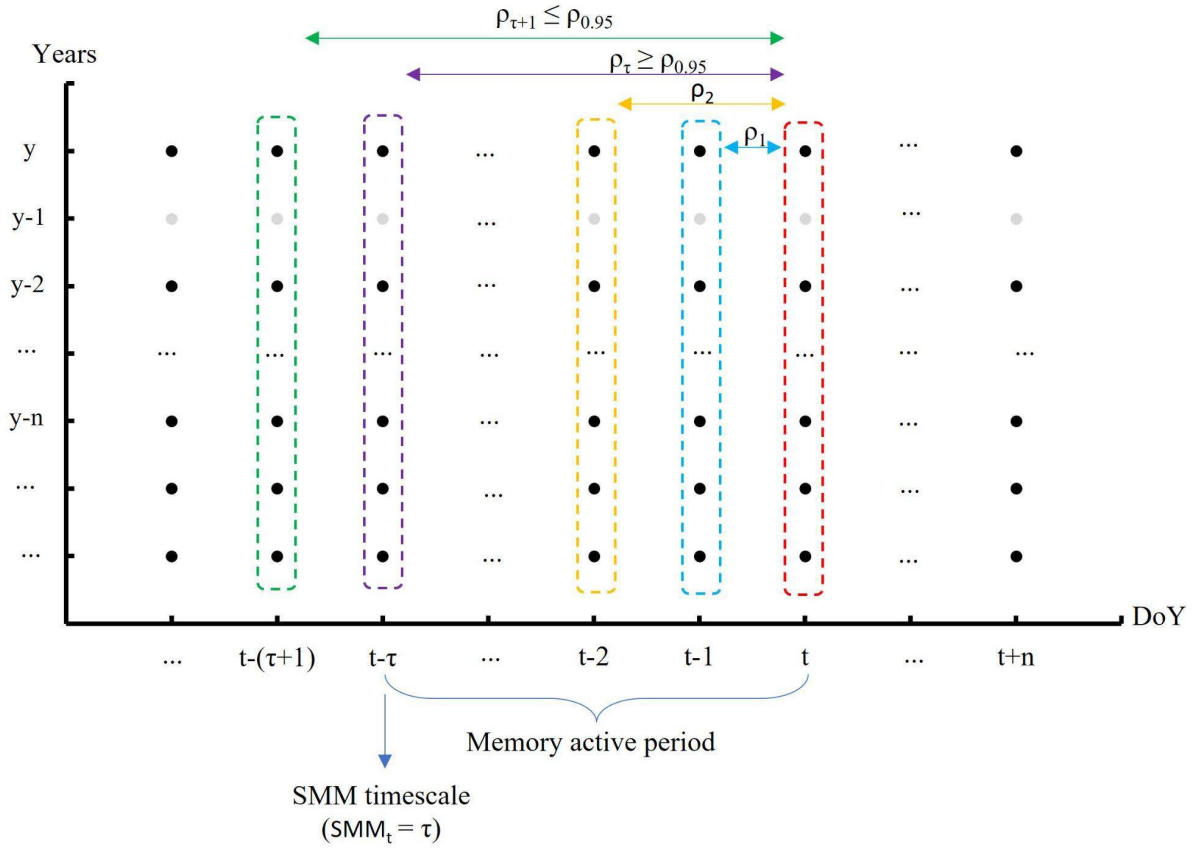 ρτ+1 ≤ ρ0.95
Years
ρτ ≥ ρ0.95
ρ2
ρ1
y ... ...
y-1 ... ...
y-2 ... ...
... ... ... ... ... ... ... ... ... ...
y-n ... ...
... ... ...
... ... ...
DoY
... t-(τ+1) t-τ ... t-2 t-1 t ... t+n
Memory active period
SMM timescale
(SMMt = τ)